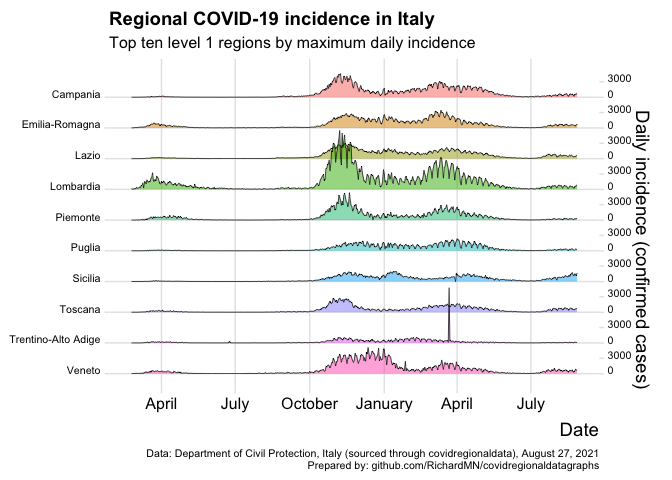 Regional COVID-19 incidence in Italy
Top ten level 1 regions by maximum daily incidence
Campania
3000
0
Emilia-Romagna
3000
0
Lazio
3000
0
Lombardia
3000
0
Piemonte
3000
0
Puglia
3000
0
Sicilia
3000
0
Toscana
3000
0
Trentino-Alto Adige
3000
0
Veneto
3000
0
Daily incidence (confirmed cases)
April July October January April July
Date
Data: Department of Civil Protection, Italy (sourced through covidregionaldata), August 27, 2021
Prepared by: github.com/RichardMN/covidregionaldatagraphs